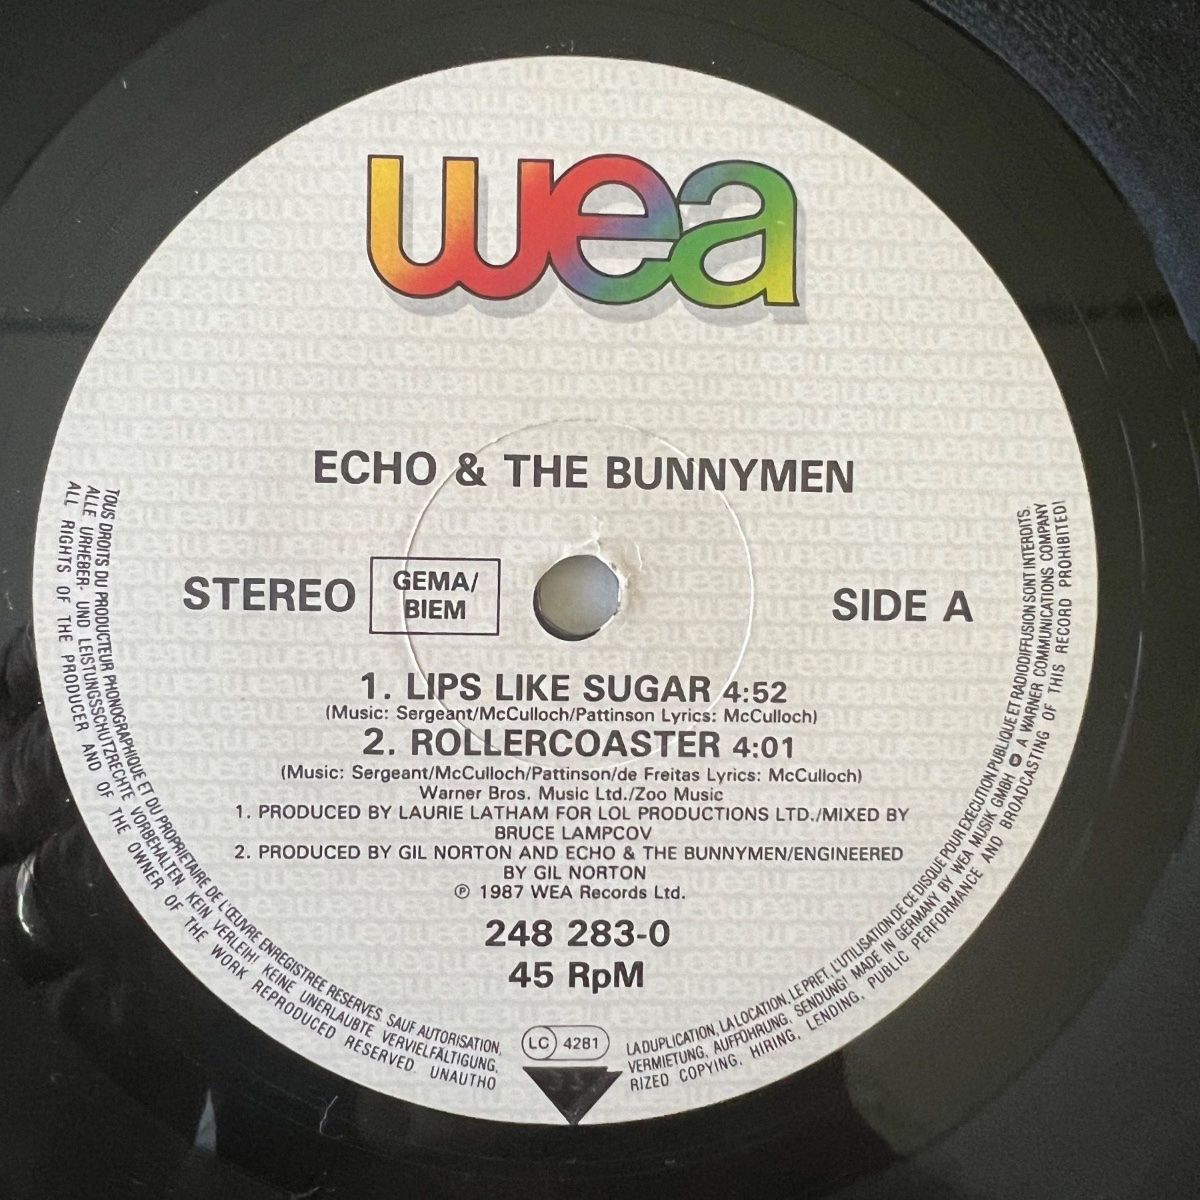 wea
ECHO & THE BUNNYMEN
STEREO
GEMA/
BIEM
SIDE A
1. LIPS LIKE SUGAR 4:52
(Music: Sergeant/McCulloch/Pattinson Lyrics: McCulloch)
2. ROLLERCOASTER 4:01
(Music: Sergeant/McCulloch/Pattinson/de Freitas Lyrics: McCulloch)
Warner Bros. Music Ltd./Zoo Music
1. PRODUCED BY LAURIE LATHAM FOR LOL PRODUCTIONS LTD./MIXED BY
BRUCE LAMPCOV
2. PRODUCED BY GIL NORTON AND ECHO & THE BUNNYMEN/ENGINEERED
BY GIL NORTON
℗ 1987 WEA Records Ltd.
248 283-0
45 RpM
LC 4281
TOUS DROITS DU PRODUCTEUR PHONOGRAPHIQUE ET DU PROPRIETAIRE DE L'ŒUVRE ENREGISTREE RESERVES. SAUF AUTORISATION, LA DUPLICATION, LA LOCATION, LE PRET, L'UTILISATION DE CE DISQUE POUR EXECUTION PUBLIQUE ET RADIODIFFUSION SONT INTERDITS.
ALLE URHEBER- UND LEISTUNGSSCHUTZRECHTE VORBEHALTEN. KEIN VERLEIH! KEINE UNERLAUBTE VERVIELFÄLTIGUNG, VERMIETUNG, AUFFÜHRUNG, SENDUNG! MADE IN GERMANY BY WEA MUSIK GMBH A WARNER COMMUNICATIONS COMPANY
ALL RIGHTS OF THE PRODUCER AND OF THE OWNER OF THE WORK REPRODUCED RESERVED UNAUTHORIZED COPYING, HIRING, LENDING, PUBLIC PERFORMANCE AND BROADCASTING OF THIS RECORD PROHIBITED!